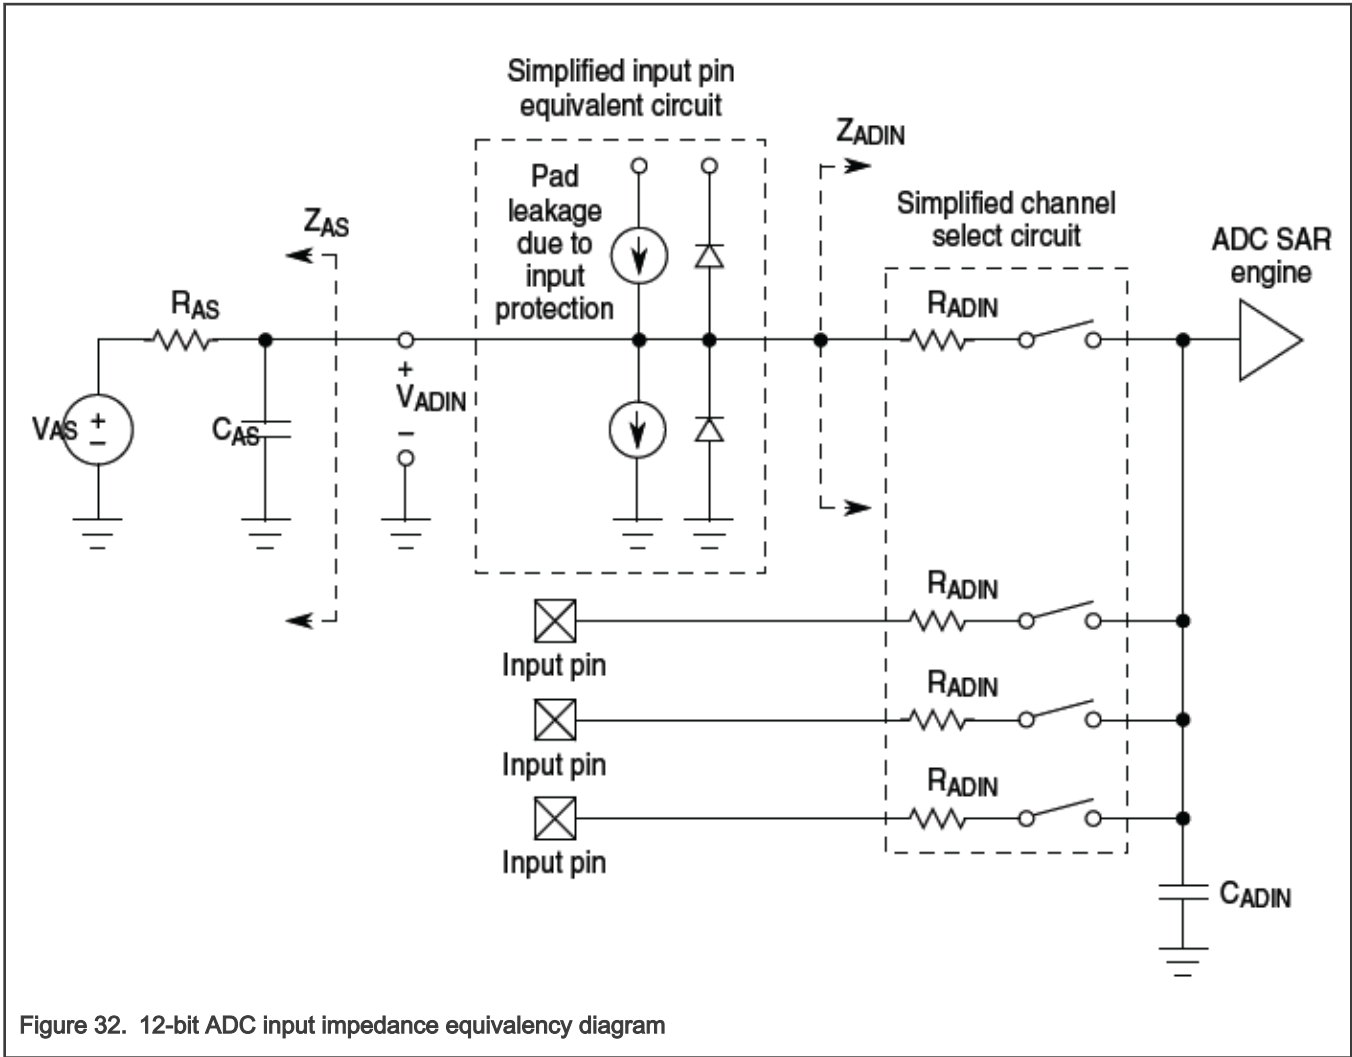 Simplified input pin
equivalent circuit
Pad
leakage
due to
input
protection
ZADIN
Simplified channel
select circuit
ADC SAR
engine
ZAS
RAS
RADIN
+
VADIN
−
VAS
+
−
CAS
RADIN
Input pin
RADIN
Input pin
RADIN
Input pin
CADIN
Figure 32. 12-bit ADC input impedance equivalency diagram